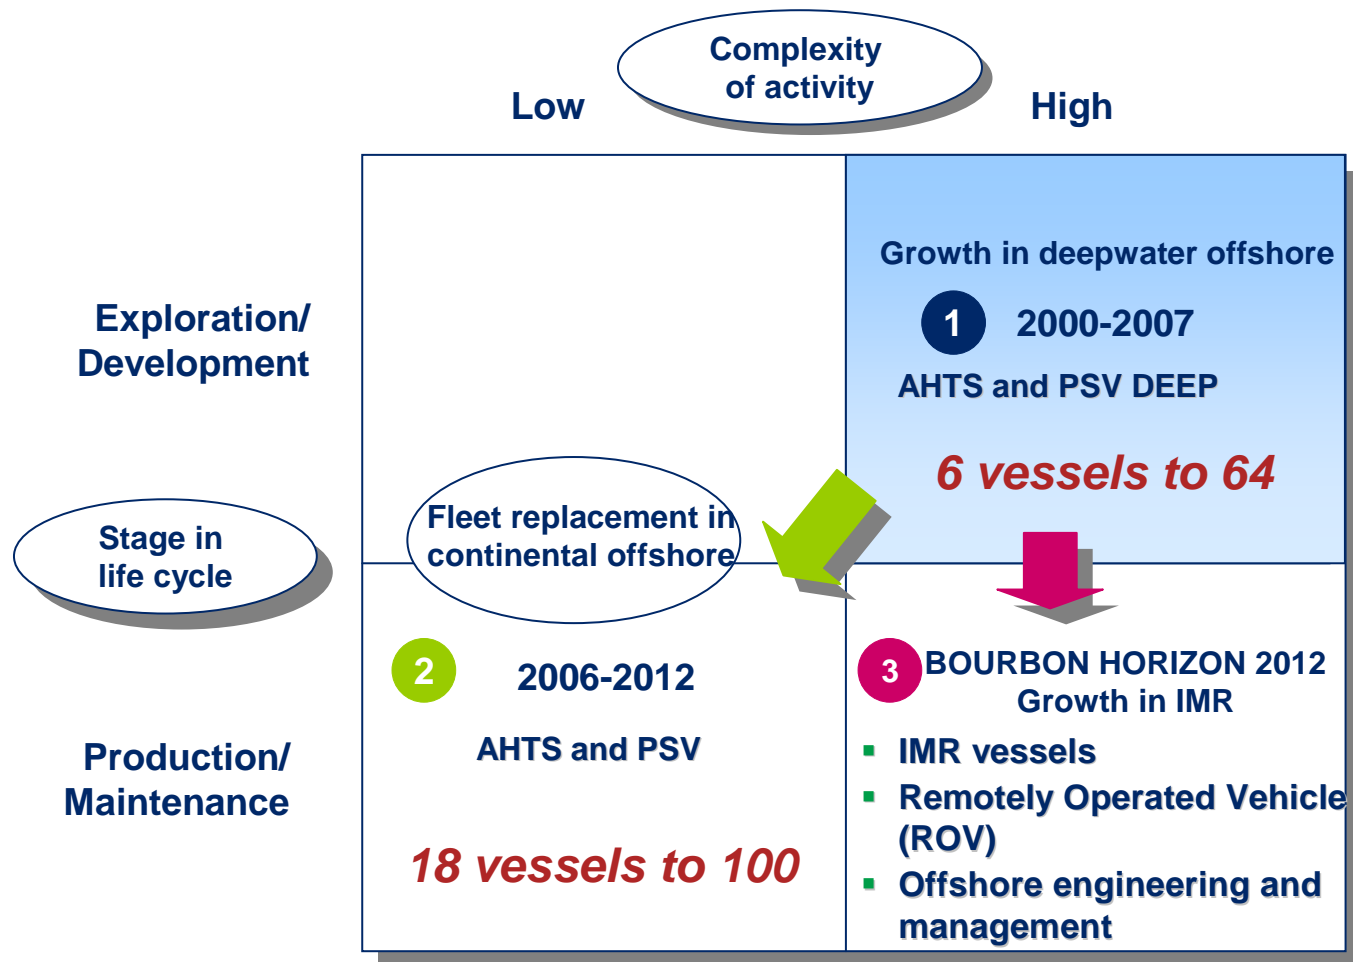 Complexity
of activity
Low
High
Growth in deepwater offshore
1
2000-2007
AHTS and PSV DEEP
6 vessels to 64
Exploration/
Development
Stage in
life cycle
Fleet replacement in
continental offshore
2
2006-2012
AHTS and PSV
18 vessels to 100
Production/
Maintenance
3
BOURBON HORIZON 2012
Growth in IMR
▪ IMR vessels
▪ Remotely Operated Vehicle
(ROV)
▪ Offshore engineering and
management